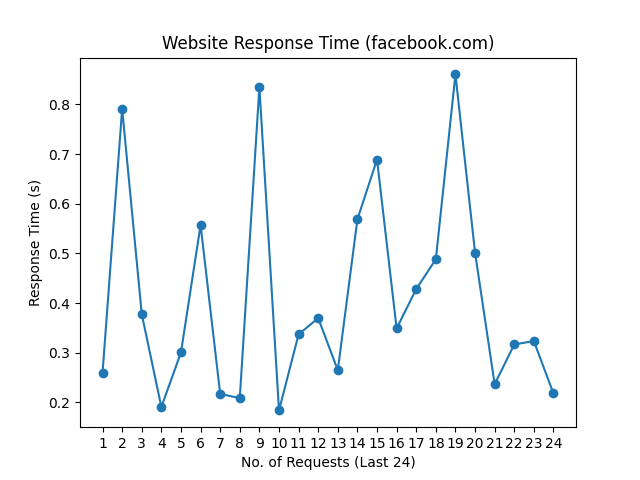 Website Response Time (facebook.com)
0.8
0.7
0.6
0.5
0.4
0.3
0.2
Response Time (s)
1 2 3 4 5 6 7 8 9 10 11 12 13 14 15 16 17 18 19 20 21 22 23 24
No. of Requests (Last 24)